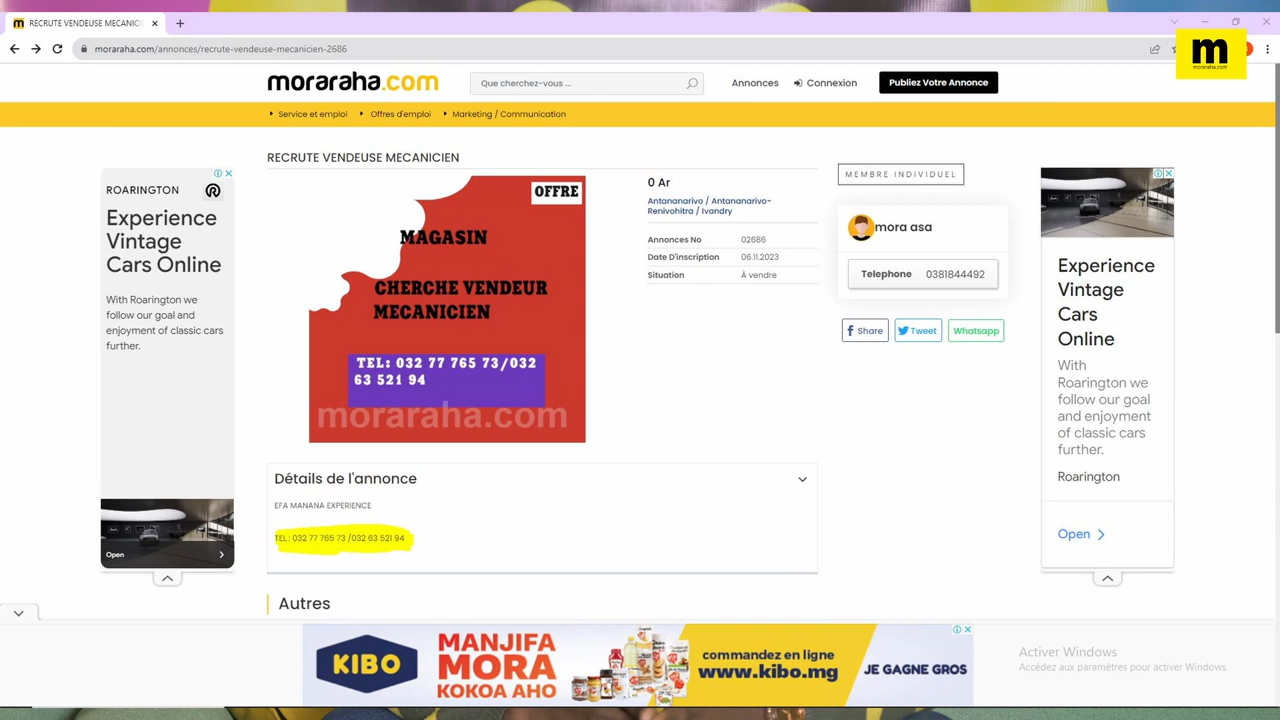 RECRUTE VENDEUSE MECANICIE
moraraha.com/annonces/recrute-vendeuse-mecanicien-2686
m
moraraha.com
moraraha.com
Que cherchez-vous ...
Annonces
Connexion
Publiez Votre Annonce
Service et emploi
Offres d'emploi
Marketing / Communication
RECRUTE VENDEUSE MECANICIEN
OFFRE
MAGASIN
CHERCHE VENDEUR
MECANICIEN
TEL: 032 77 765 73/032
63 521 94
moraraha.com
0 Ar
Antananarivo / Antananarivo-
Renivohitra / Ivandry
Annonces No 02686
Date D'inscription 06.11.2023
Situation À vendre
MEMBRE INDIVIDUEL
mora asa
Telephone 0381844492
Share
Tweet
Whatsapp
ROARINGTON
Experience
Vintage
Cars Online
With Roarington we
follow our goal and
enjoyment of classic cars
further.
Open
Experience
Vintage
Cars
Online
With
Roarington we
follow our goal
and enjoyment
of classic cars
further.
Roarington
Open
Détails de l'annonce
EFA MANANA EXPERIENCE
TEL : 032 77 765 73 /032 63 521 94
Autres
KIBO
MANJIFA
MORA
KOKOA AHO
commandez en ligne
www.kibo.mg
JE GAGNE GROS
Activer Windows
Accédez aux paramètres pour activer Windows.